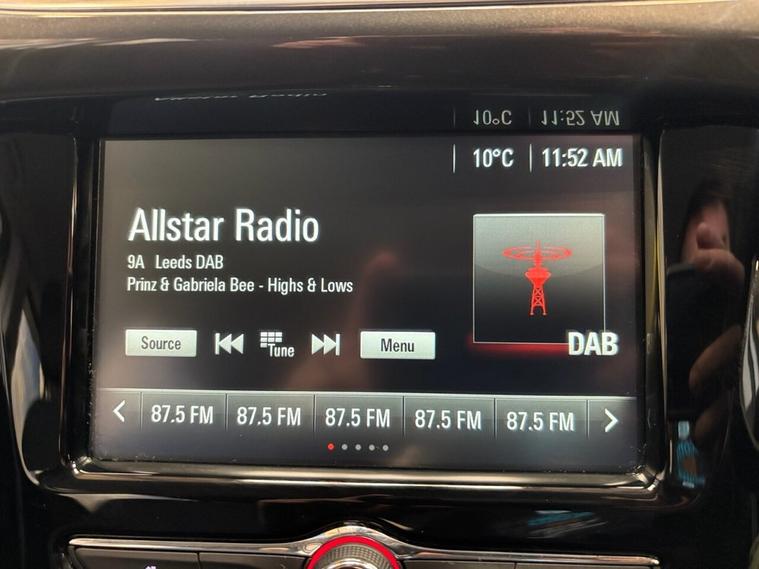 10°C 11:52 AM
Allstar Radio
9A Leeds DAB
Prinz & Gabriela Bee - Highs & Lows
DAB
Source Tune Menu
87.5 FM 87.5 FM 87.5 FM 87.5 FM 87.5 FM